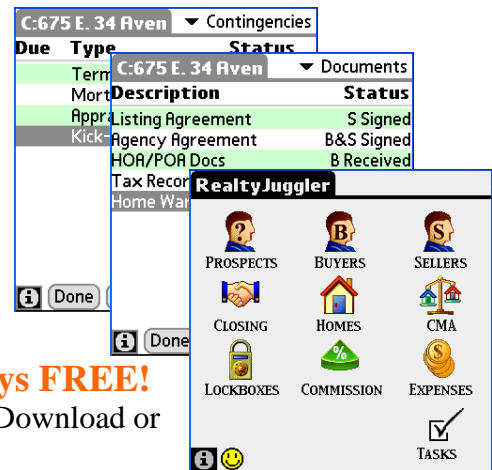 C:675 E. 34 Aven Contingencies
Due Type Status
Term
Mort
Appra
Kick-
Done
C:675 E. 34 Aven Documents
Description Status
Listing Agreement S Signed
Agency Agreement B&S Signed
HOA/POA Docs B Received
Tax Recor
Home War
Done
RealtyJuggler
PROSPECTS BUYERS SELLERS
CLOSING HOMES CMA
LOCKBOXES COMMISSION EXPENSES
TASKS
ys FREE!
Download or